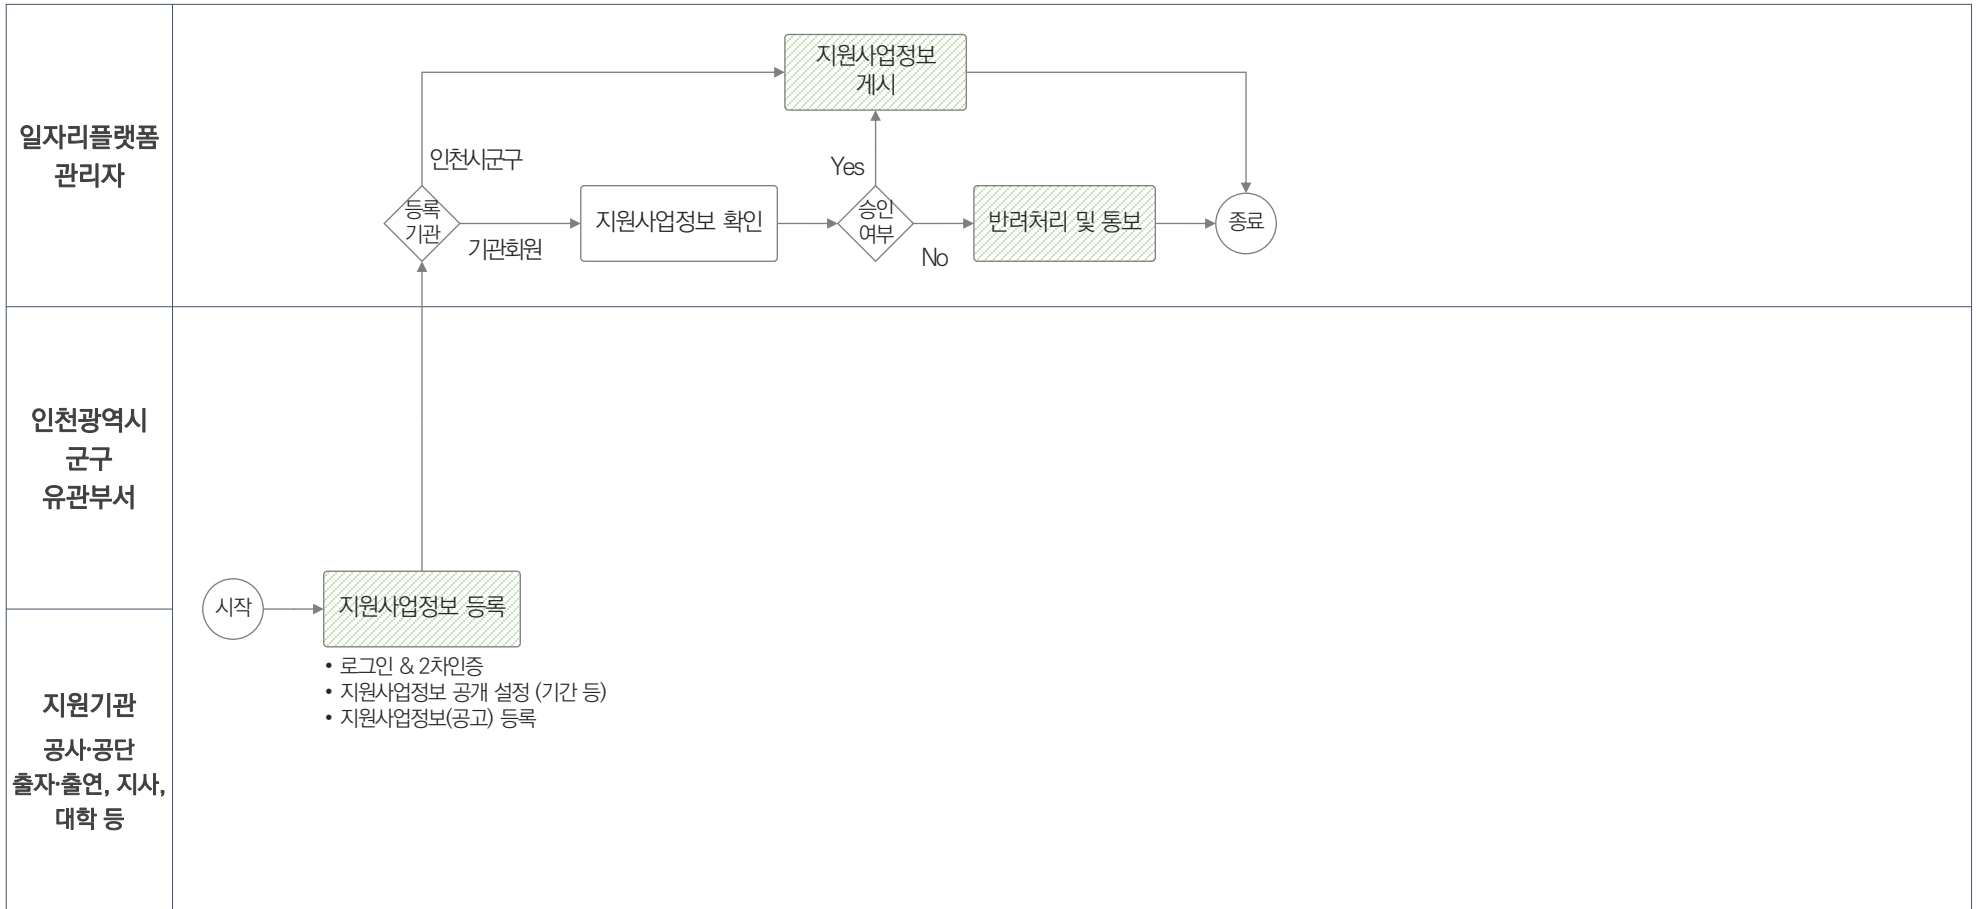 일자리플랫폼
관리자
지원사업정보
게시
인천시군구
Yes
등록
기관
기관회원
지원사업정보 확인
승인
여부
No
반려처리 및 통보
종료
인천광역시
군구
유관부서
시작
지원사업정보 등록
• 로그인 & 2차인증
• 지원사업정보 공개 설정 (기간 등)
• 지원사업정보(공고) 등록
지원기관
공사·공단
출자·출연, 지사,
대학 등